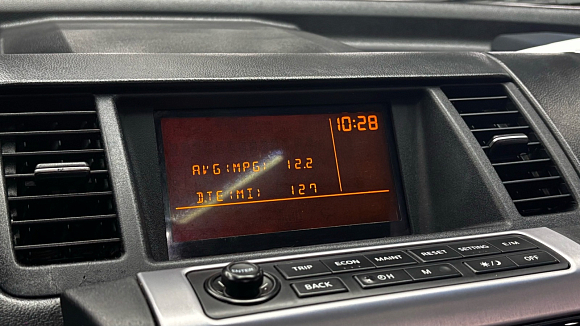 10:28
AVG(MPG) 12.2
DTE(MI) 127
ENTER
TRIP ECON MAINT RESET SETTING E/M
BACK H M OFF